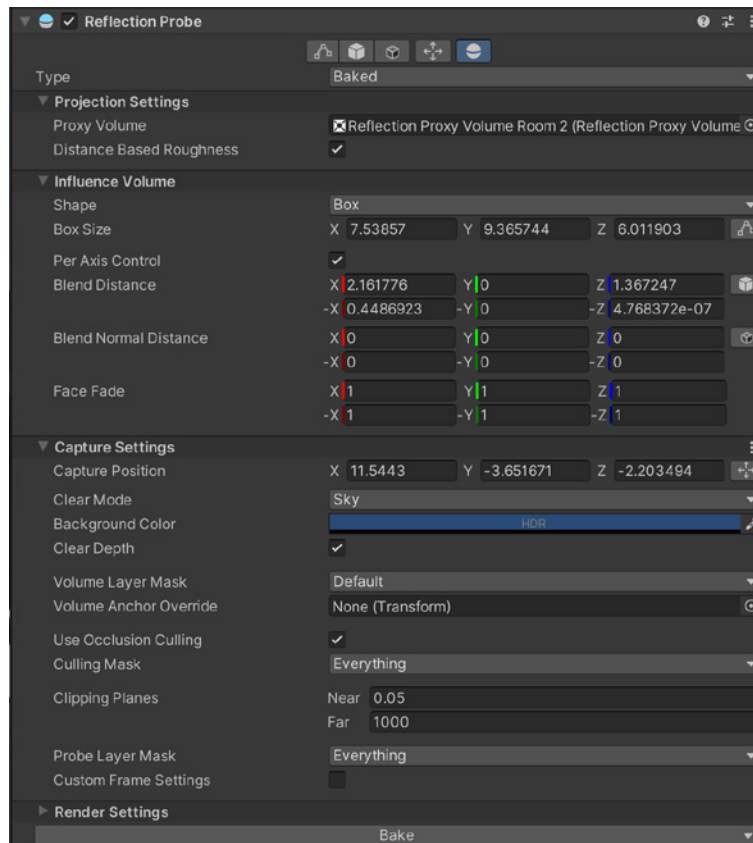 Reflection Probe
Type Baked
Projection Settings
Proxy Volume Reflection Proxy Volume Room 2 (Reflection Proxy Volume
Distance Based Roughness
Influence Volume
Shape Box
Box Size X 7.53857 Y 9.365744 Z 6.011903
Per Axis Control
Blend Distance X 2.161776 Y 0 Z 1.367247
-X 0.4486923 -Y 0 -Z 4.768372e-07
Blend Normal Distance X 0 Y 0 Z 0
-X 0 -Y 0 -Z 0
Face Fade X 1 Y 1 Z 1
-X 1 -Y 1 -Z 1
Capture Settings
Capture Position X 11.5443 Y -3.651671 Z -2.203494
Clear Mode Sky
Background Color HDR
Clear Depth
Volume Layer Mask Default
Volume Anchor Override None (Transform)
Use Occlusion Culling
Culling Mask Everything
Clipping Planes Near 0.05
Far 1000
Probe Layer Mask Everything
Custom Frame Settings
Render Settings
Bake